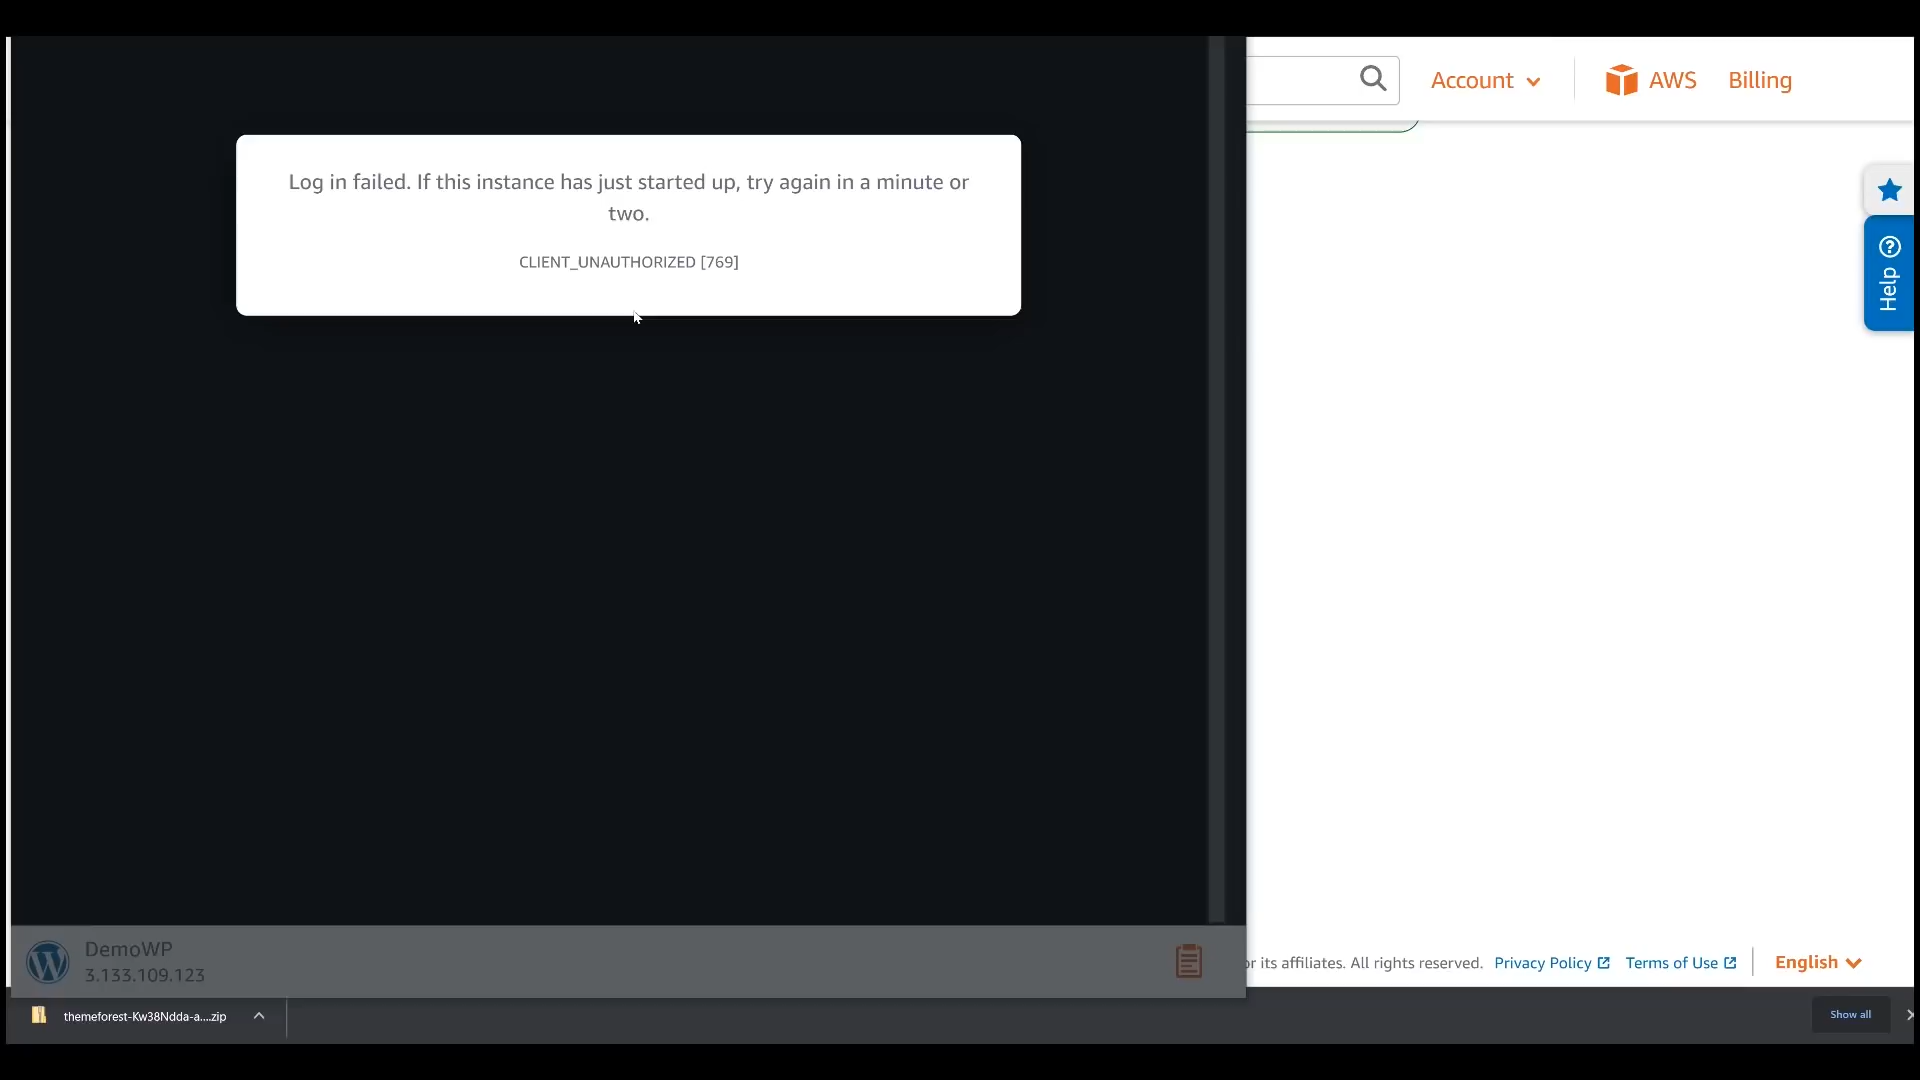 Account
AWS
Billing
Log in failed. If this instance has just started up, try again in a minute or
two.
CLIENT_UNAUTHORIZED [769]
Help
DemoWP
3.133.109.123
or its affiliates. All rights reserved. Privacy Policy Terms of Use English
themeforest-Kw38Ndda-a....zip
Show all